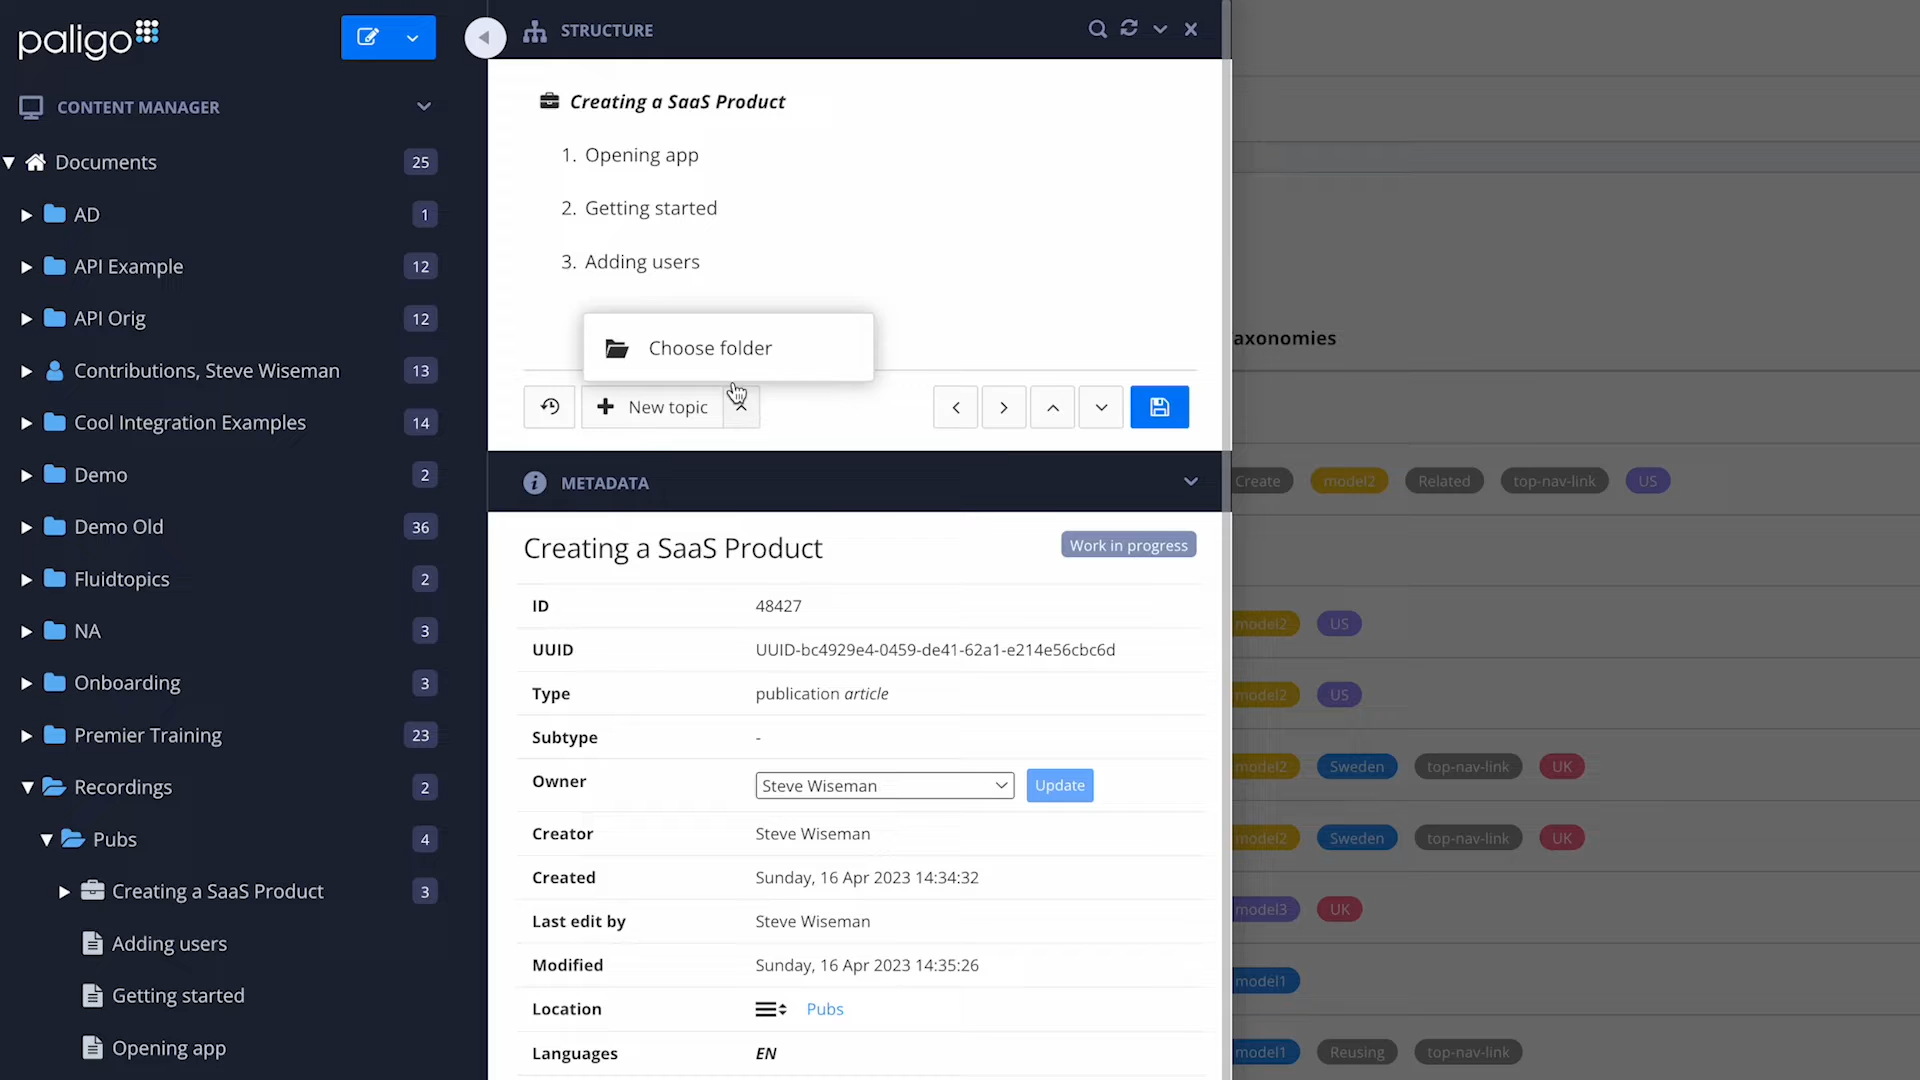 paligo
CONTENT MANAGER
Documents 25
AD 1
API Example 12
API Orig 12
Contributions, Steve Wiseman 13
Cool Integration Examples 14
Demo 2
Demo Old 36
Fluidtopics 2
NA 3
Onboarding 3
Premier Training 23
Recordings 2
Pubs 4
Creating a SaaS Product 3
Adding users
Getting started
Opening app
STRUCTURE
Creating a SaaS Product
1. Opening app
2. Getting started
3. Adding users
Choose folder
New topic
METADATA
Creating a SaaS Product Work in progress
ID 48427
UUID UUID-bc4929e4-0459-de41-62a1-e214e56cbc6d
Type publication article
Subtype -
Owner Steve Wiseman Update
Creator Steve Wiseman
Created Sunday, 16 Apr 2023 14:34:32
Last edit by Steve Wiseman
Modified Sunday, 16 Apr 2023 14:35:26
Location Pubs
Languages EN
axonomies
Create model2 Related top-nav-link US
model2 US
model2 US
model2 Sweden top-nav-link UK
model2 Sweden top-nav-link UK
model3 UK
model1
model1 Reusing top-nav-link